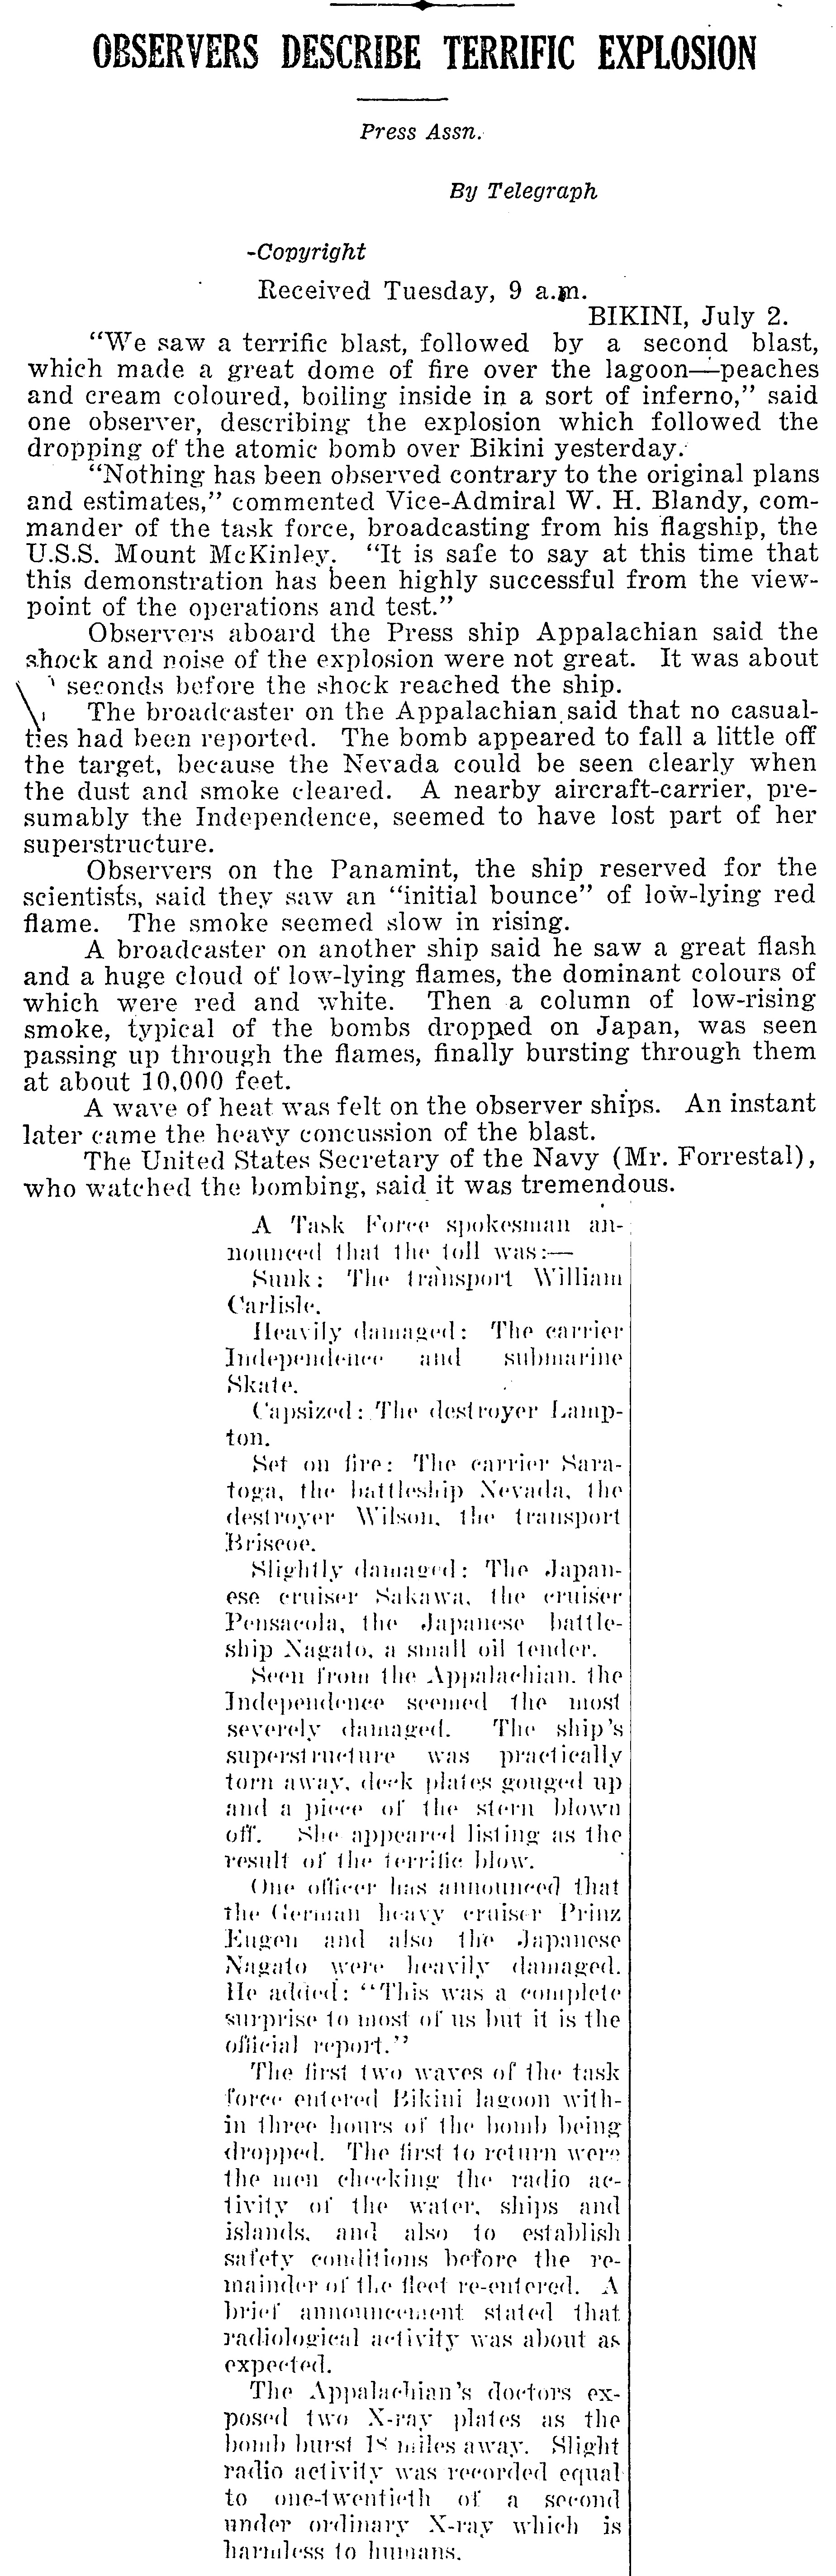 OBSERVERS DESCRIBE TERRIFIC EXPLOSION
Press Assn.
By Telegraph
-Copyright
Received Tuesday, 9 a.m.
BIKINI, July 2.
"We saw a terrific blast, followed by a second blast,
which made a great dome of fire over the lagoon—peaches
and cream coloured, boiling inside in a sort of inferno," said
one observer, describing the explosion which followed the
dropping of the atomic bomb over Bikini yesterday.
"Nothing has been observed contrary to the original plans
and estimates," commented Vice-Admiral W. H. Blandy, com-
mander of the task force, broadcasting from his flagship, the
U.S.S. Mount McKinley. "It is safe to say at this time that
this demonstration has been highly successful from the view-
point of the operations and test."
Observers aboard the Press ship Appalachian said the
shock and noise of the explosion were not great. It was about
seconds before the shock reached the ship.
The broadcaster on the Appalachian said that no casual-
ties had been reported. The bomb appeared to fall a little off
the target, because the Nevada could be seen clearly when
the dust and smoke cleared. A nearby aircraft-carrier, pre-
sumably the Independence, seemed to have lost part of her
superstructure.
Observers on the Panamint, the ship reserved for the
scientists, said they saw an "initial bounce" of low-lying red
flame. The smoke seemed slow in rising.
A broadcaster on another ship said he saw a great flash
and a huge cloud of low-lying flames, the dominant colours of
which were red and white. Then a column of low-rising
smoke, typical of the bombs dropped on Japan, was seen
passing up through the flames, finally bursting through them
at about 10,000 feet.
A wave of heat was felt on the observer ships. An instant
later came the heavy concussion of the blast.
The United States Secretary of the Navy (Mr. Forrestal),
who watched the bombing, said it was tremendous.
A Task Force spokesman an-
nounced that the toll was:—
Sunk: The transport William
Carlisle.
Heavily damaged: The carrier
Independence and submarine
Skate.
Capsized: The destroyer Lamp-
ton.
Set on fire: The carrier Sara-
toga, the battleship Nevada, the
destroyer Wilson, the transport
Briscoe.
Slightly damaged: The Japan-
ese cruiser Sakawa, the cruiser
Pensacola, the Japanese battle-
ship Nagato, a small oil tender.
Seen from the Appalachian, the
Independence seemed the most
severely damaged. The ship's
superstructure was practically
torn away, deck plates gouged up
and a piece of the stern blown
off. She appeared listing as the
result of the terrific blow.
One officer has announced that
the German heavy cruiser Prinz
Eugen and also the Japanese
Nagato were heavily damaged.
He added: "This was a complete
surprise to most of us but it is the
official report."
The first two waves of the task
force entered Bikini lagoon with-
in three hours of the bomb being
dropped. The first to return were
the men checking the radio ac-
tivity of the water, ships and
islands, and also to establish
safety conditions before the re-
mainder of the fleet re-entered. A
brief announcement stated that
radiological activity was about as
expected.
The Appalachian's doctors ex-
posed two X-ray plates as the
bomb burst 18 miles away. Slight
radio activity was recorded equal
to one-twentieth of a second
under ordinary X-ray which is
harmless to humans.